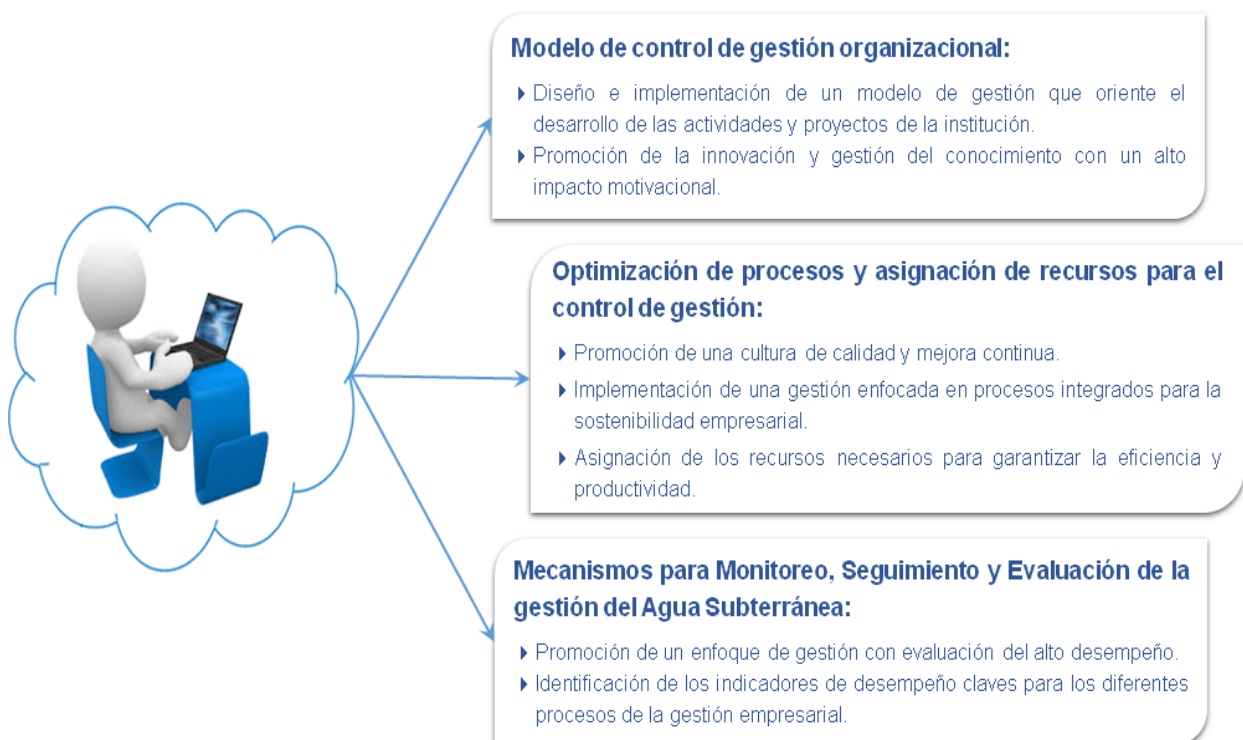 Modelo de control de gestión organizacional:
Diseño e implementación de un modelo de gestión que oriente el
desarrollo de las actividades y proyectos de la institución.
Promoción de la innovación y gestión del conocimiento con un alto
impacto motivacional.
Optimización de procesos y asignación de recursos para el
control de gestión:
Promoción de una cultura de calidad y mejora continua.
Implementación de una gestión enfocada en procesos integrados para la
sostenibilidad empresarial.
Asignación de los recursos necesarios para garantizar la eficiencia y
productividad.
Mecanismos para Monitoreo, Seguimiento y Evaluación de la
gestión del Agua Subterránea:
Promoción de un enfoque de gestión con evaluación del alto desempeño.
Identificación de los indicadores de desempeño claves para los diferentes
procesos de la gestión empresarial.